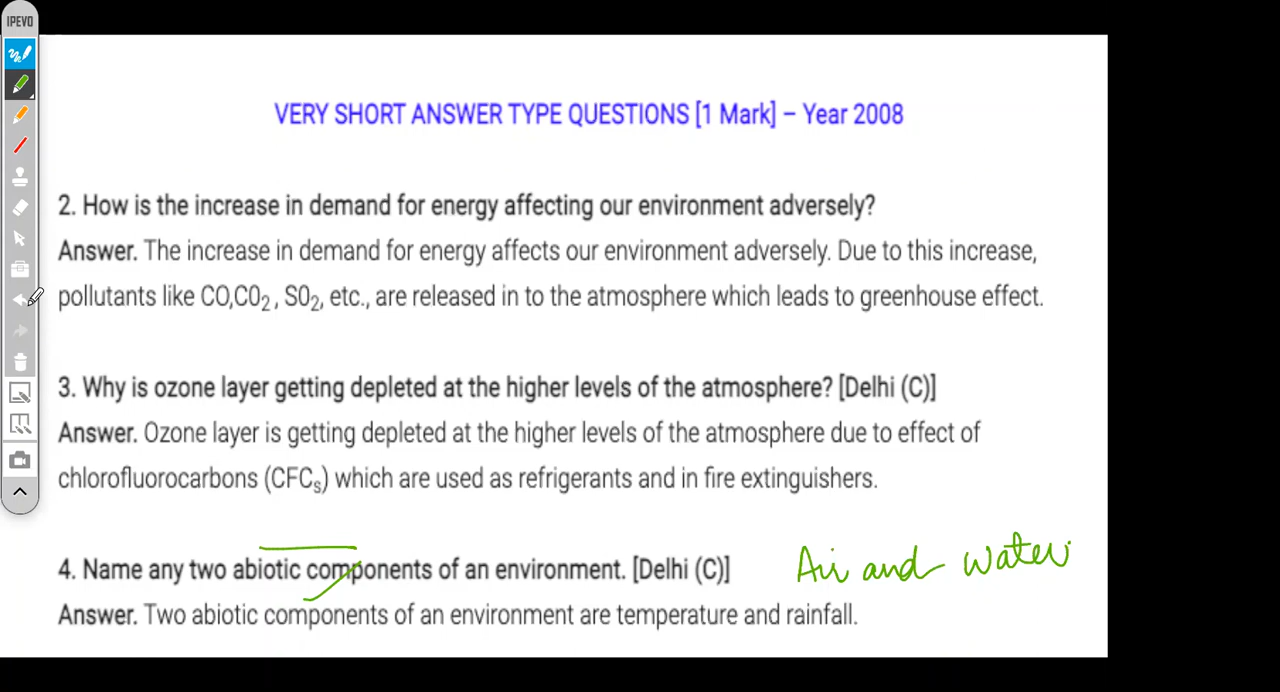 IPEVO
VERY SHORT ANSWER TYPE QUESTIONS [1 Mark] – Year 2008
2. How is the increase in demand for energy affecting our environment adversely?
Answer. The increase in demand for energy affects our environment adversely. Due to this increase,
pollutants like CO,C0₂ , S0₂, etc., are released in to the atmosphere which leads to greenhouse effect.
3. Why is ozone layer getting depleted at the higher levels of the atmosphere? [Delhi (C)]
Answer. Ozone layer is getting depleted at the higher levels of the atmosphere due to effect of
chlorofluorocarbons (CFCₛ) which are used as refrigerants and in fire extinguishers.
4. Name any two abiotic components of an environment. [Delhi (C)] Air and water
Answer. Two abiotic components of an environment are temperature and rainfall.